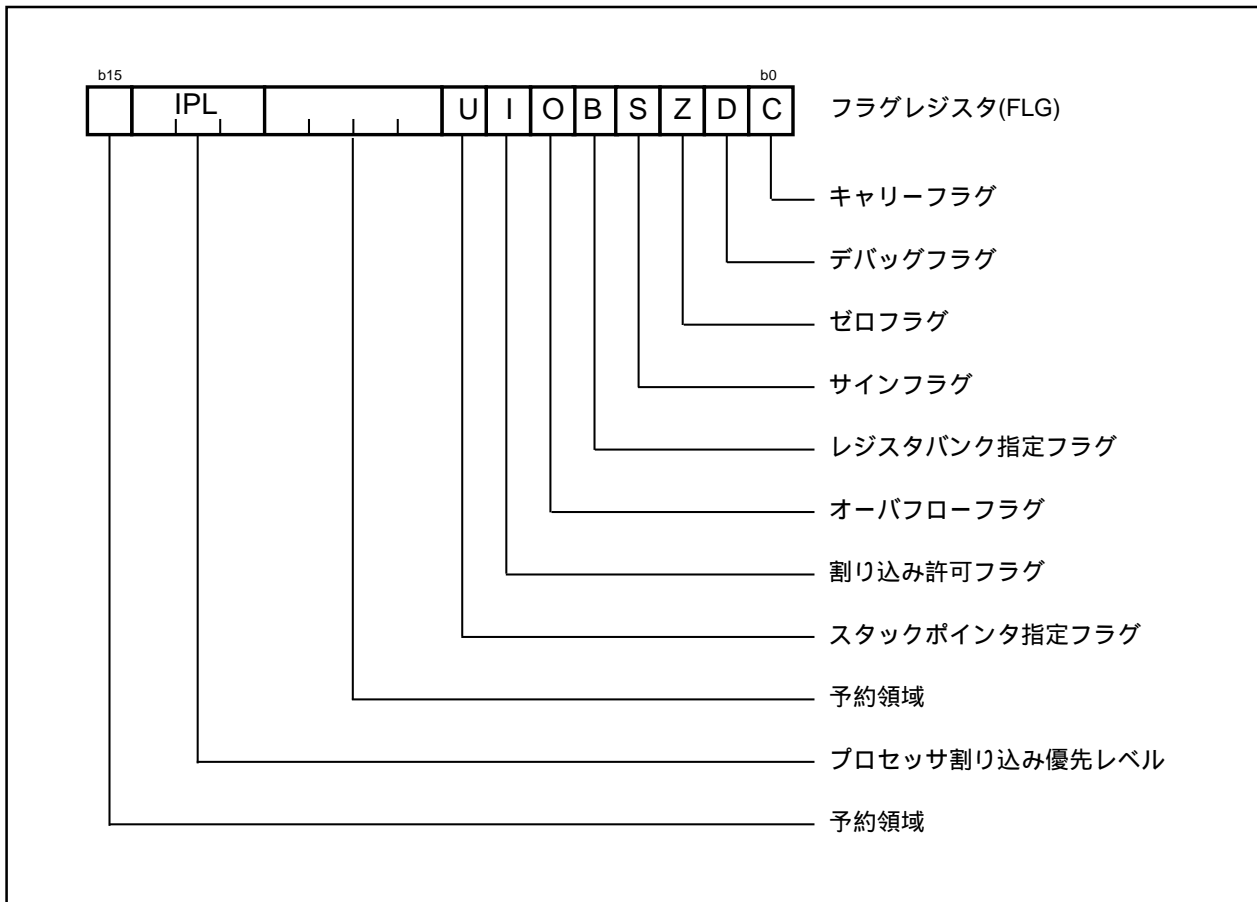 b15
b0
IPL
U I O B S Z D C
フラグレジスタ(FLG)
キャリーフラグ
デバッグフラグ
ゼロフラグ
サインフラグ
レジスタバンク指定フラグ
オーバフローフラグ
割り込み許可フラグ
スタックポインタ指定フラグ
予約領域
プロセッサ割り込み優先レベル
予約領域